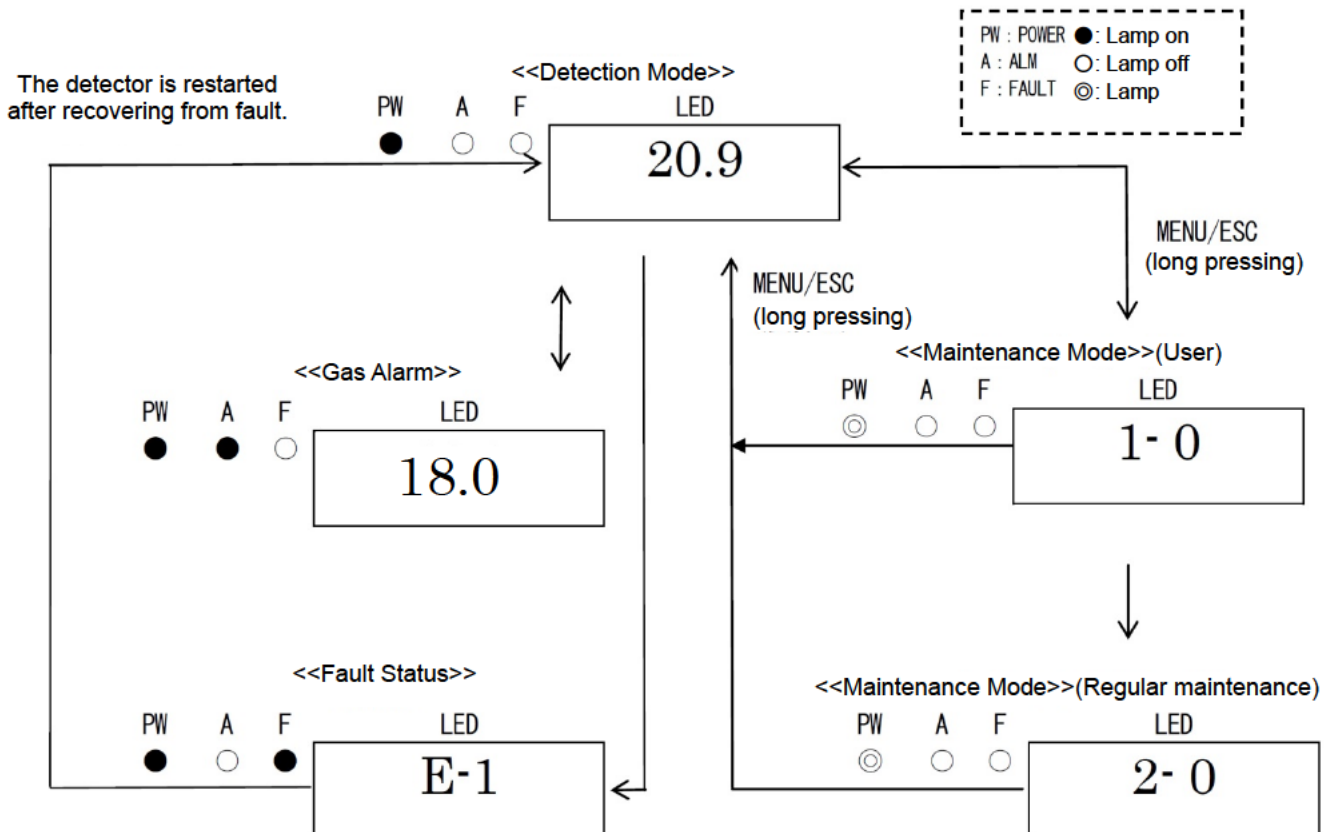 PW : POWER ●: Lamp on
A : ALM ○: Lamp off
F : FAULT ◎: Lamp
The detector is restarted
after recovering from fault.
<<Detection Mode>>
PW A F LED
20.9
MENU/ESC
(long pressing)
MENU/ESC
(long pressing)
<<Gas Alarm>>
PW A F LED
18.0
<<Maintenance Mode>>(User)
PW A F LED
1- 0
<<Fault Status>>
PW A F LED
E-1
<<Maintenance Mode>>(Regular maintenance)
PW A F LED
2- 0